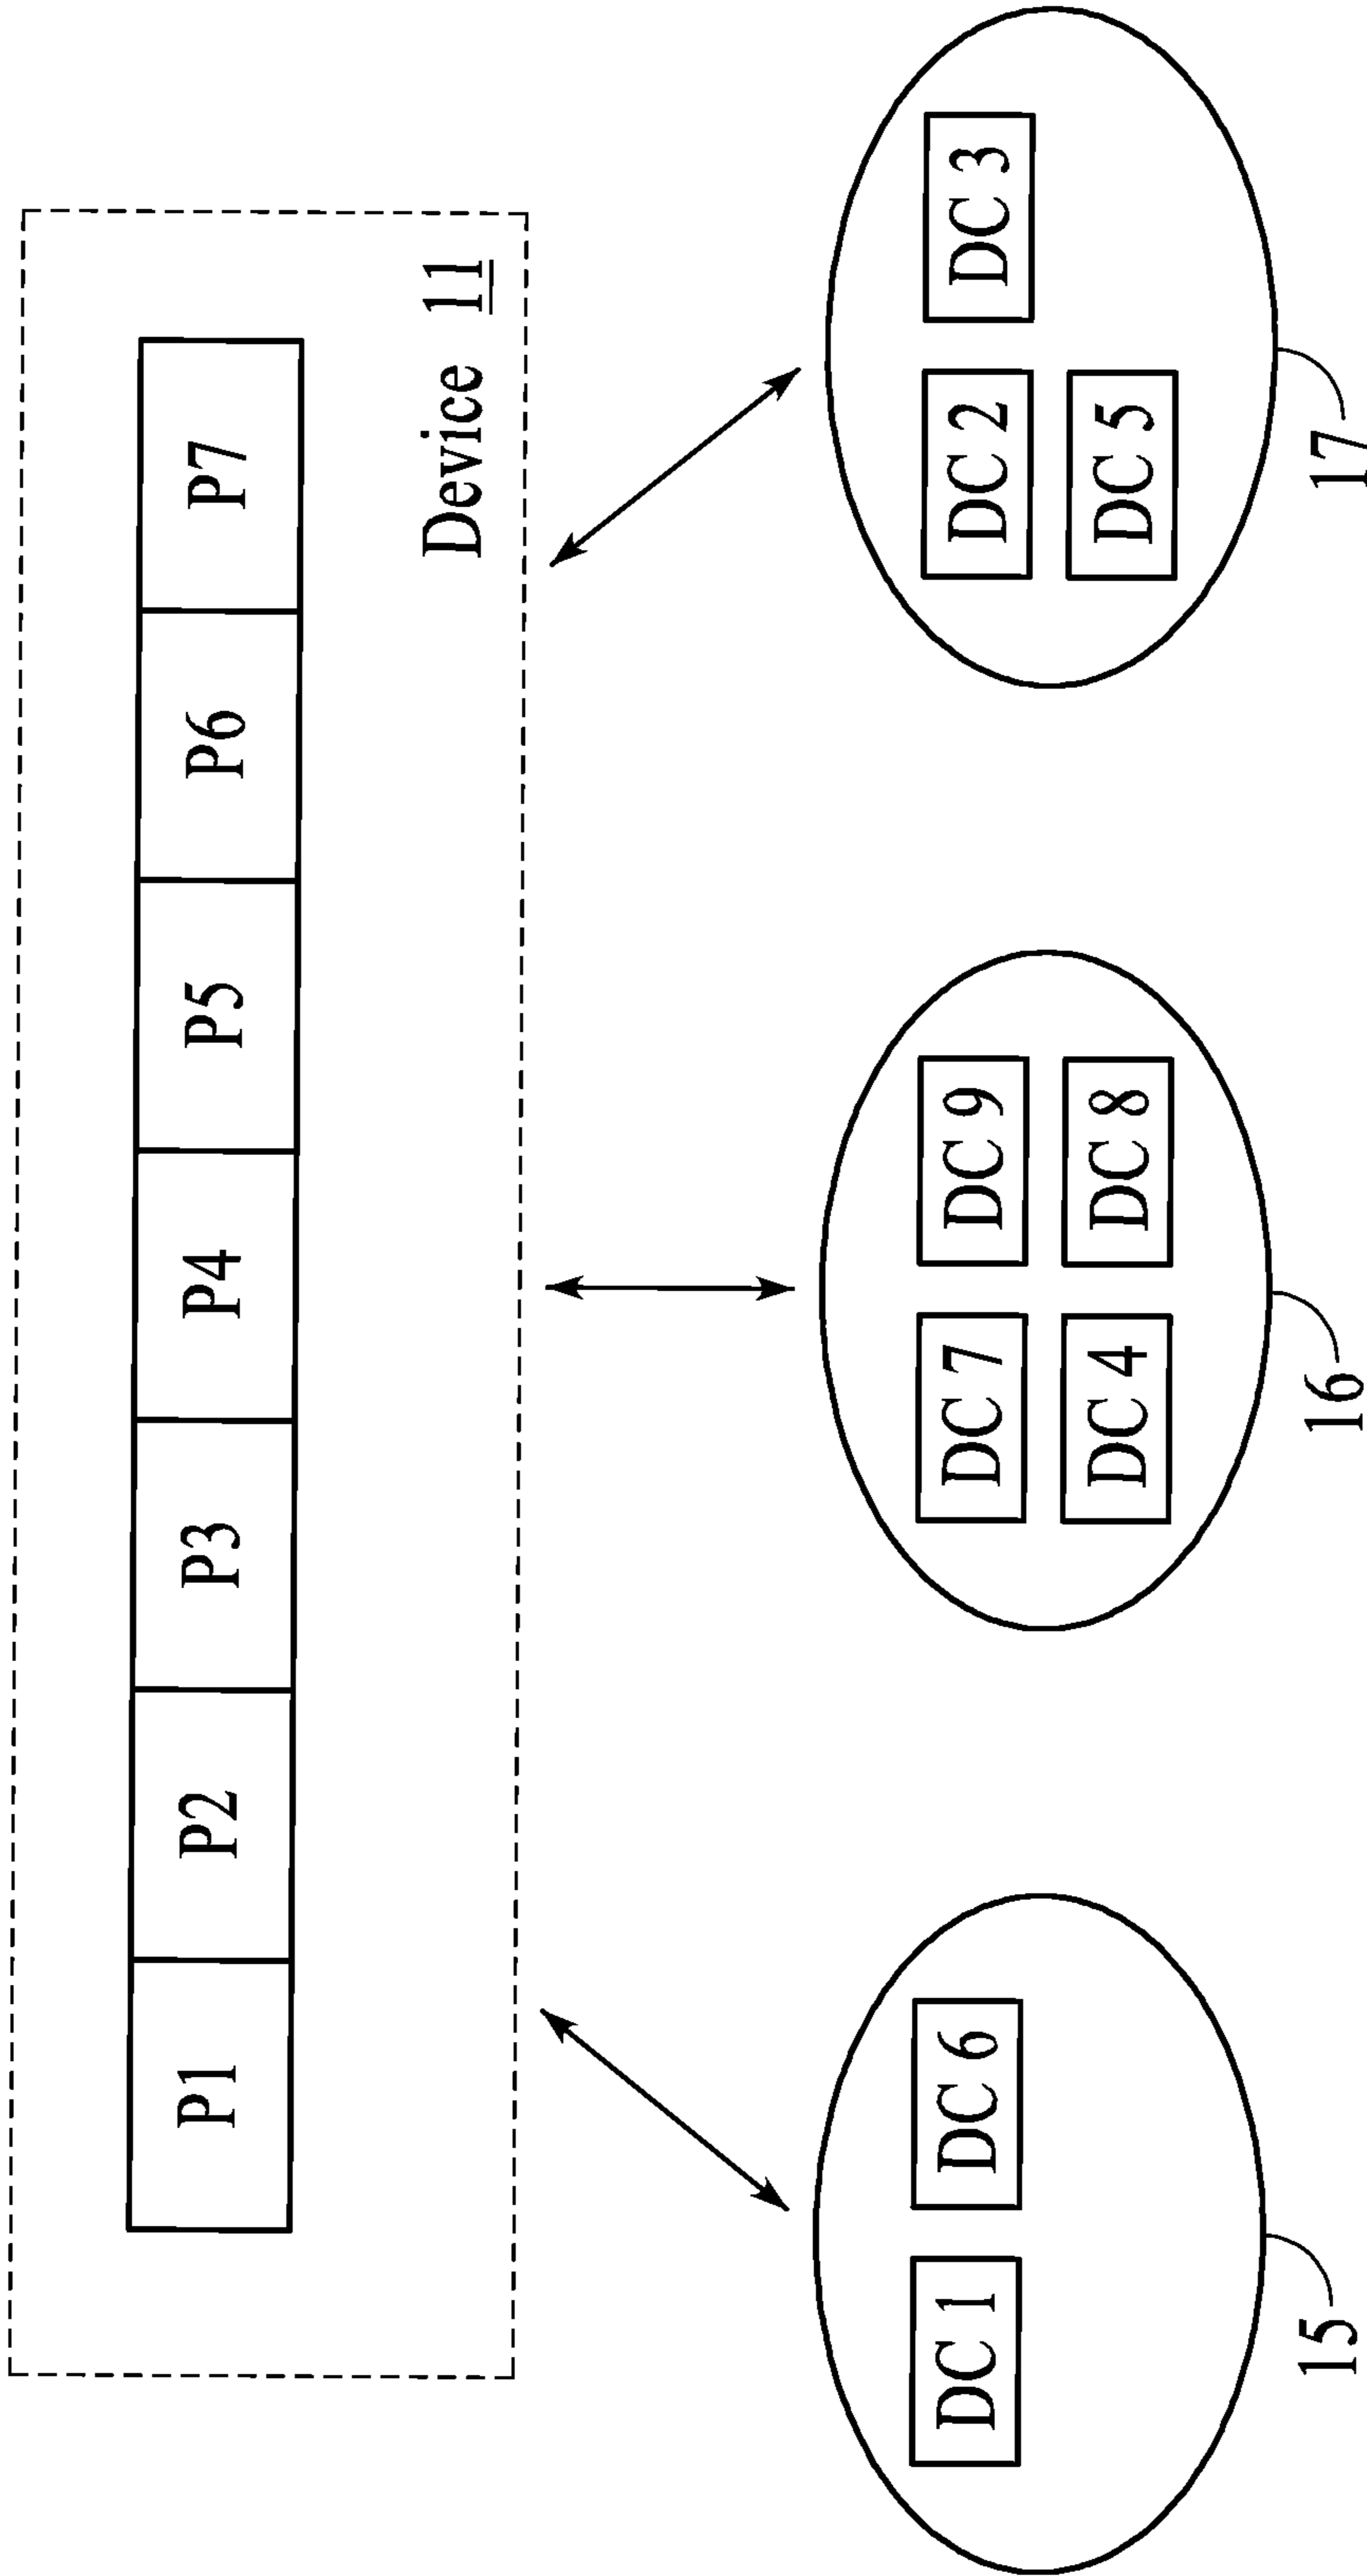 P1 P2 P3 P4 P5 P6 P7
Device 11
DC 1 DC 6
15
DC 7 DC 9
DC 4 DC 8
16
DC 2 DC 3
DC 5
17